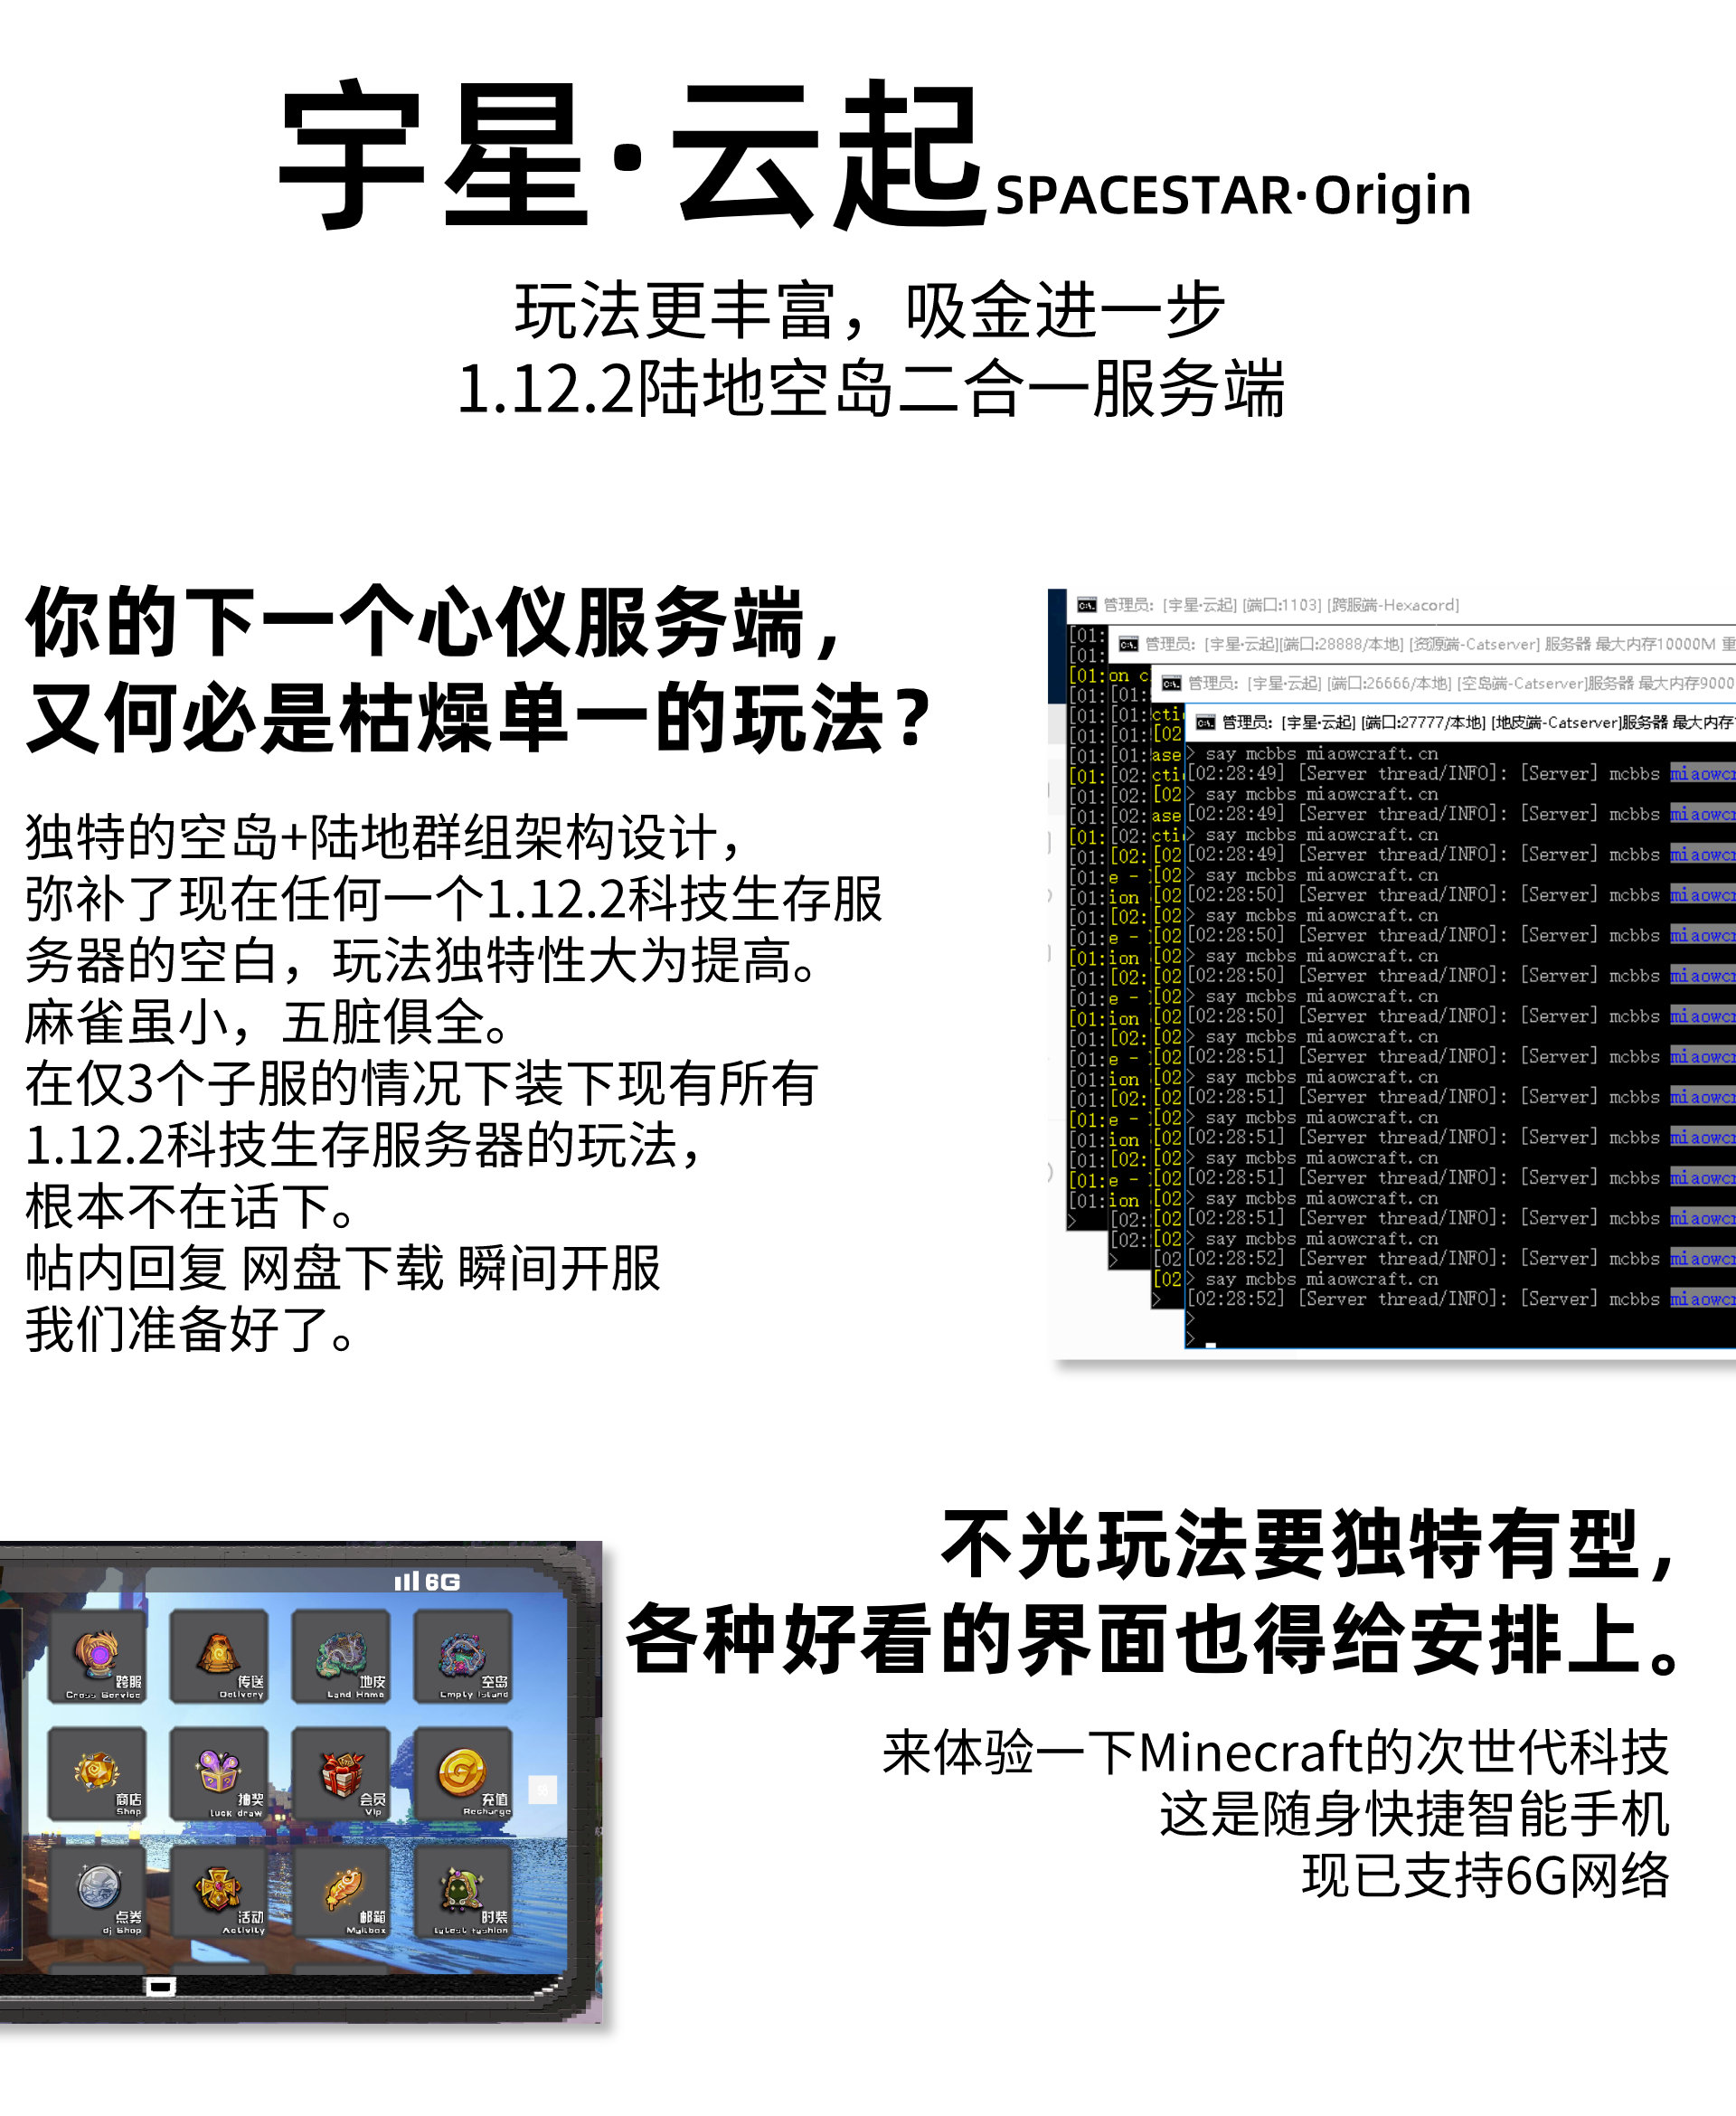 宇星·云起SPACESTAR·Origin
玩法更丰富，吸金进一步
1.12.2陆地空岛二合一服务端
你的下一个心仪服务端，
又何必是枯燥单一的玩法？
独特的空岛+陆地群组架构设计，
弥补了现在任何一个1.12.2科技生存服
务器的空白，玩法独特性大为提高。
麻雀虽小，五脏俱全。
在仅3个子服的情况下装下现有所有
1.12.2科技生存服务器的玩法，
根本不在话下。
帖内回复 网盘下载 瞬间开服
我们准备好了。
管理员: [宇星·云起] [端口:1103] [跨服端-Hexacord]
管理员: [宇星·云起][端口:28888/本地] [资源端-Catserver] 服务器 最大内存10000M 重
管理员: [宇星·云起] [端口:26666/本地] [空岛端-Catserver]服务器 最大内存9000
管理员: [宇星·云起] [端口:27777/本地] [地皮端-Catserver]服务器 最大内存
> say mcbbs miaowcraft.cn
[02:28:49] [Server thread/INFO]: [Server] mcbbs miaowcr
> say mcbbs miaowcraft.cn
[02:28:49] [Server thread/INFO]: [Server] mcbbs miaowcr
> say mcbbs miaowcraft.cn
[02:28:49] [Server thread/INFO]: [Server] mcbbs miaowcr
> say mcbbs miaowcraft.cn
[02:28:50] [Server thread/INFO]: [Server] mcbbs miaowcr
> say mcbbs miaowcraft.cn
[02:28:50] [Server thread/INFO]: [Server] mcbbs miaowcr
> say mcbbs miaowcraft.cn
[02:28:50] [Server thread/INFO]: [Server] mcbbs miaowcr
> say mcbbs miaowcraft.cn
[02:28:50] [Server thread/INFO]: [Server] mcbbs miaowcr
> say mcbbs miaowcraft.cn
[02:28:51] [Server thread/INFO]: [Server] mcbbs miaowcr
> say mcbbs miaowcraft.cn
[02:28:51] [Server thread/INFO]: [Server] mcbbs miaowcr
> say mcbbs miaowcraft.cn
[02:28:51] [Server thread/INFO]: [Server] mcbbs miaowcr
> say mcbbs miaowcraft.cn
[02:28:51] [Server thread/INFO]: [Server] mcbbs miaowcr
> say mcbbs miaowcraft.cn
[02:28:51] [Server thread/INFO]: [Server] mcbbs miaowcr
> say mcbbs miaowcraft.cn
[02:28:52] [Server thread/INFO]: [Server] mcbbs miaowcr
> say mcbbs miaowcraft.cn
[02:28:52] [Server thread/INFO]: [Server] mcbbs miaowcr
>
>
不光玩法要独特有型，
各种好看的界面也得给安排上。
来体验一下Minecraft的次世代科技
这是随身快捷智能手机
现已支持6G网络
6G
跨服 传送 地皮 空岛
Cross Service Delivery Land Home Empty Island
商店 抽奖 会员 充值
Shop luck draw Vip Recharge
点券 活动 邮箱 时装
dj Shop Activity Mailbox